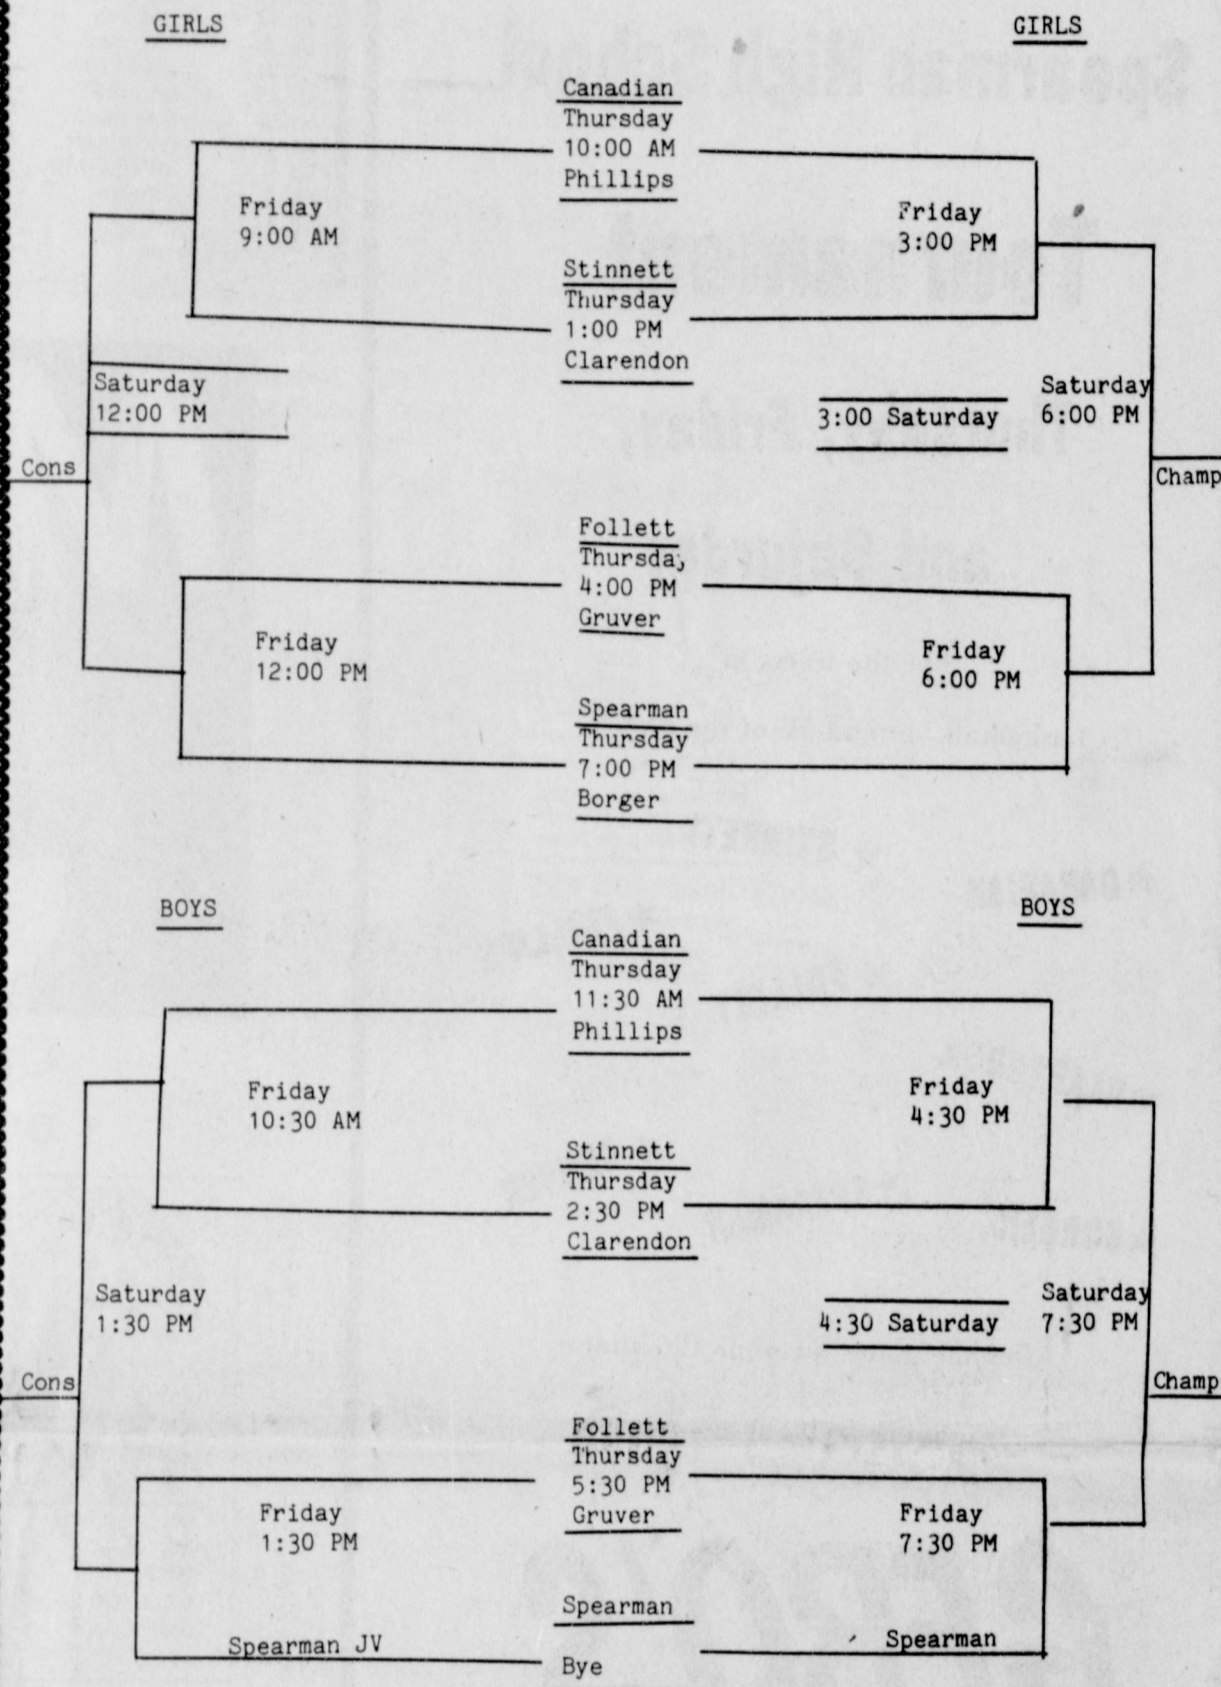 GIRLS
GIRLS
Canadian
Thursday
10:00 AM
Phillips
Friday
9:00 AM
Friday
3:00 PM
Stinnett
Thursday
1:00 PM
Clarendon
Saturday
12:00 PM
3:00 Saturday
Saturday
6:00 PM
Cons
Champ
Follett
Thursday
4:00 PM
Gruver
Friday
12:00 PM
Friday
6:00 PM
Spearman
Thursday
7:00 PM
Borger
BOYS
BOYS
Canadian
Thursday
11:30 AM
Phillips
Friday
10:30 AM
Friday
4:30 PM
Stinnett
Thursday
2:30 PM
Clarendon
Saturday
1:30 PM
4:30 Saturday
Saturday
7:30 PM
Cons
Champ
Follett
Thursday
5:30 PM
Gruver
Friday
1:30 PM
Friday
7:30 PM
Spearman
Spearman JV
Bye
Spearman